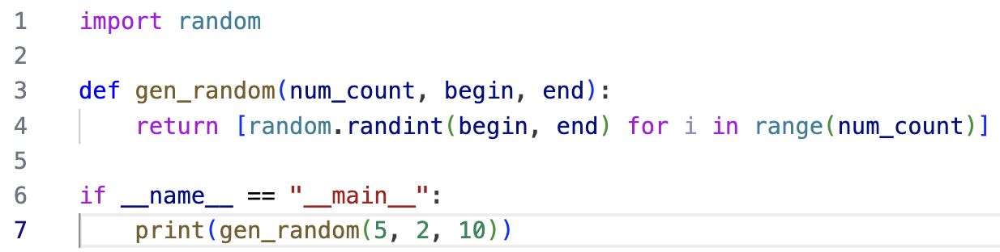 1 import random
2
3 def gen_random(num_count, begin, end):
4     return [random.randint(begin, end) for i in range(num_count)]
5
6 if __name__ == "__main__":
7     print(gen_random(5, 2, 10))